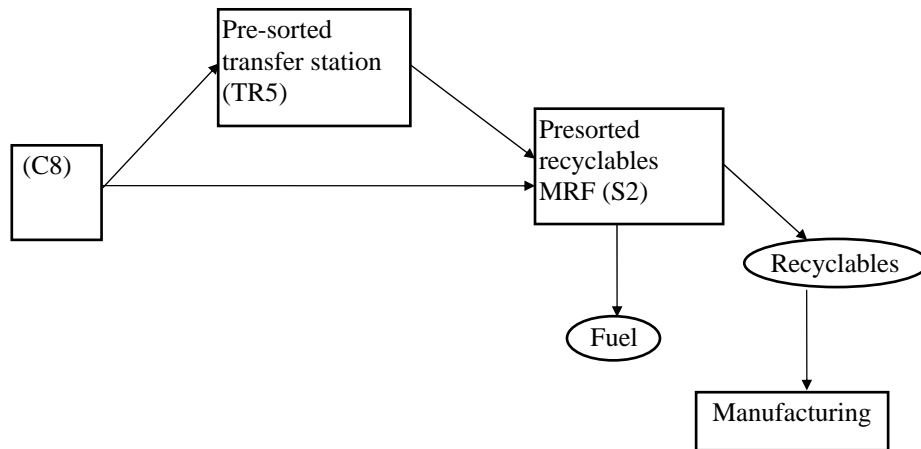 Pre-sorted
transfer station
(TR5)
(C8)
Presorted
recyclables
MRF (S2)
Recyclables
Fuel
Manufacturing